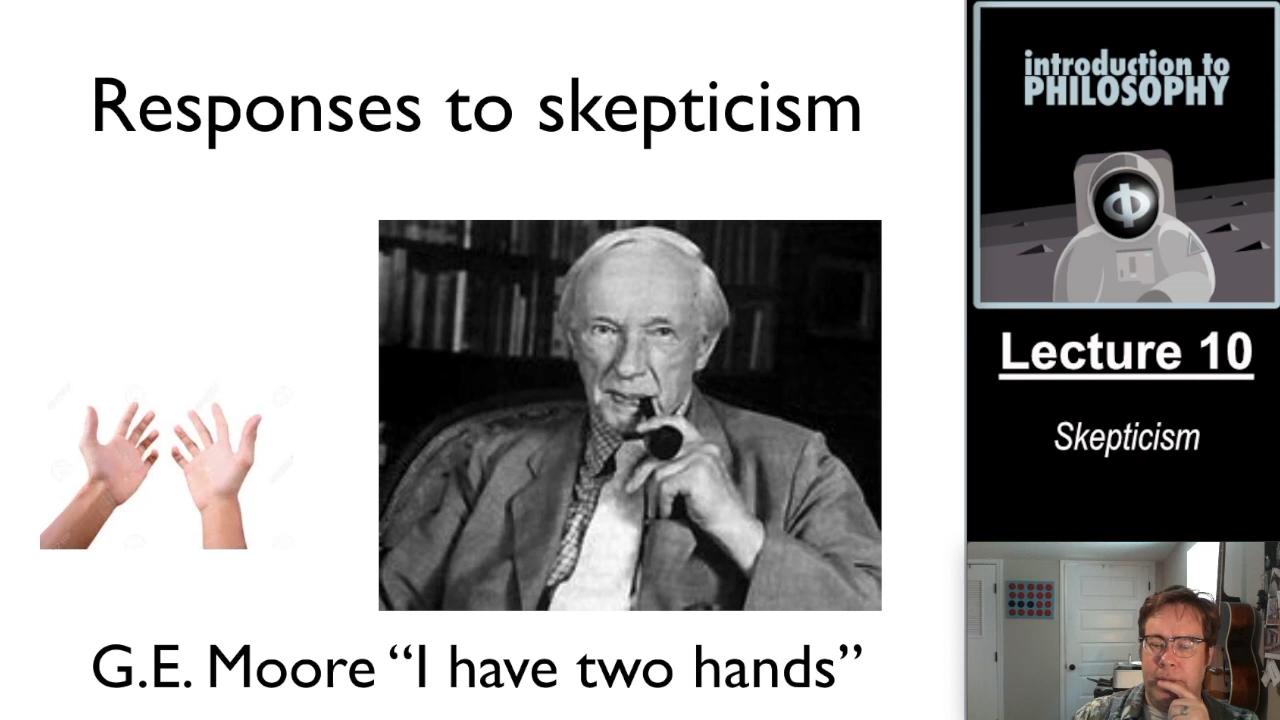 Responses to skepticism
G.E. Moore “I have two hands”
introduction to
PHILOSOPHY
Φ
Lecture 10
Skepticism